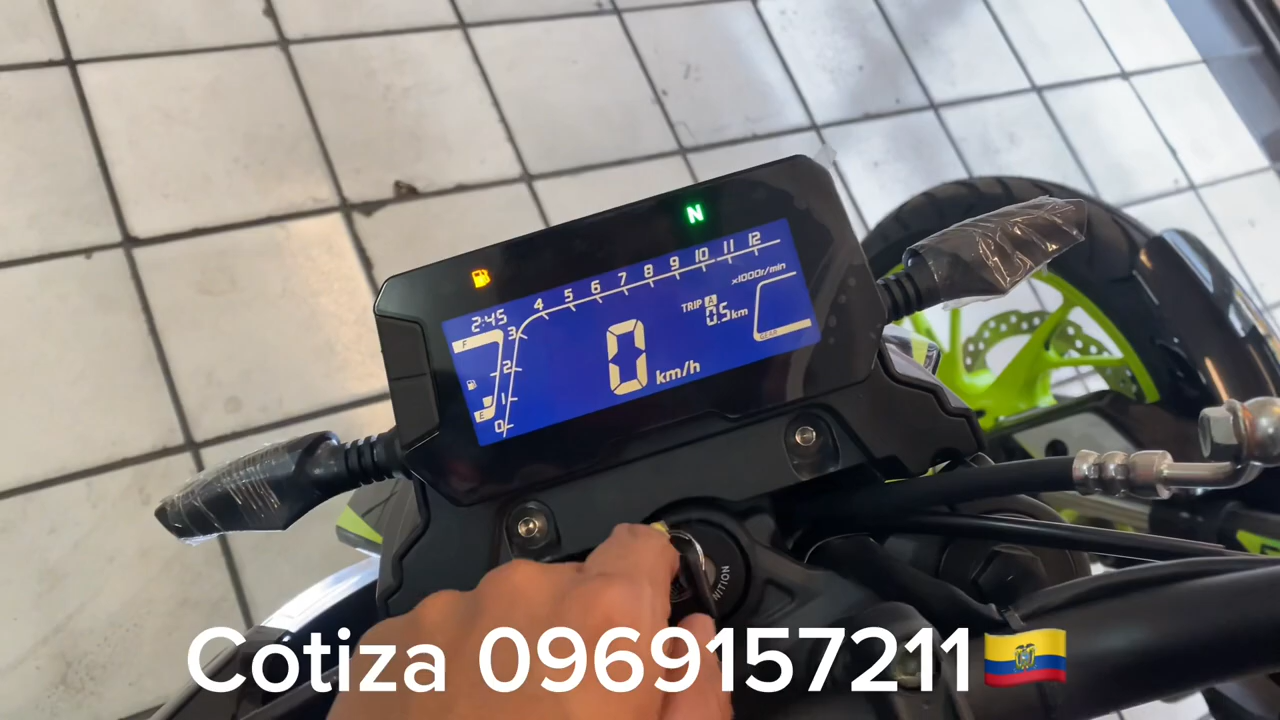 N
2:45
4 5 6 7 8 9 10 11 12
x1000r/min
F
3
TRIP A
0.5km
2
0 km/h
GEAR
1
E
0
NITION
Cotiza 0969157211🇪🇨